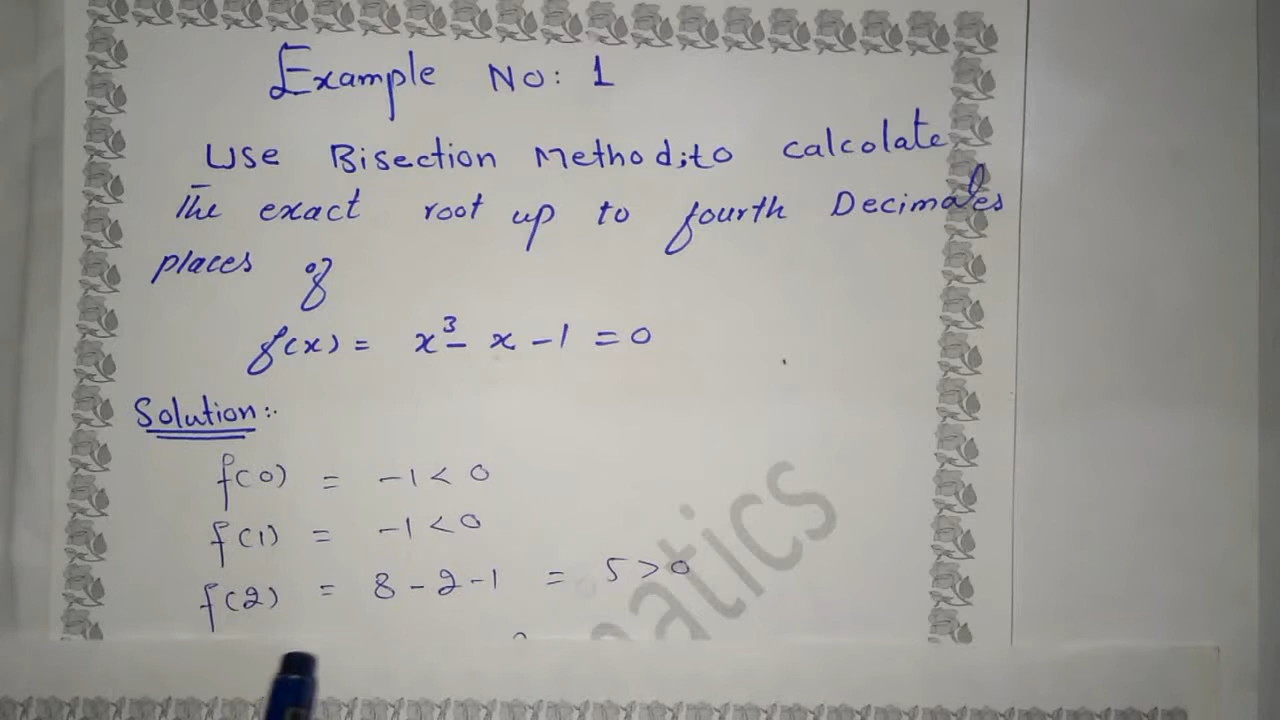 Example No: 1
Use Bisection Method; to calcolate
The exact root up to fourth Decimales
places of
f(x) = x³ - x - 1 = 0
Solution:.
f(0) = -1 < 0
f(1) = -1 < 0
f(2) = 8 - 2 - 1 = 5 > 0